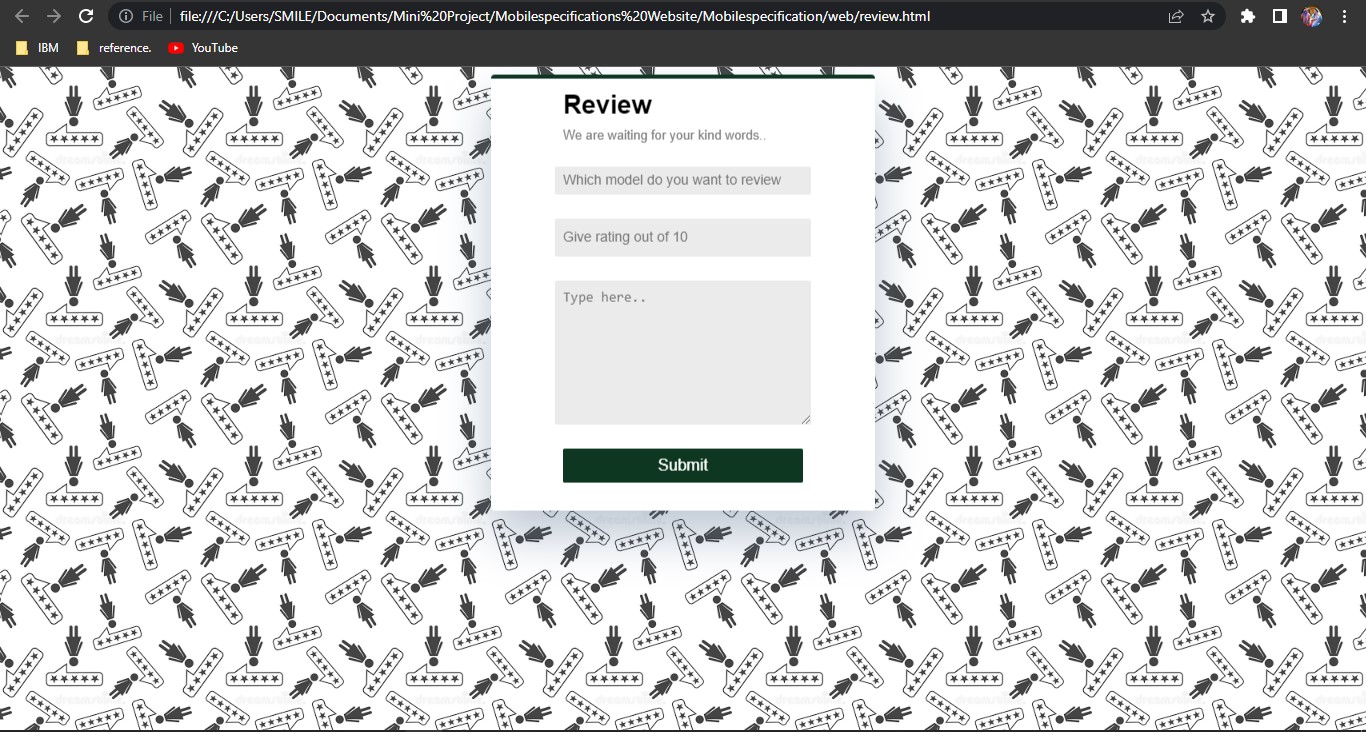 File file:///C:/Users/SMILE/Documents/Mini%20Project/Mobilespecifications%20Website/Mobilespecification/web/review.html
IBM reference. YouTube
Review
We are waiting for your kind words..
Which model do you want to review
Give rating out of 10
Type here..
Submit